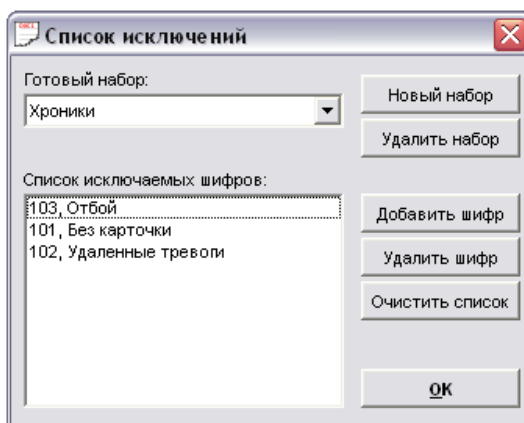 Список исключений
Готовый набор:
Хроники
Новый набор
Удалить набор
Список исключаемых шифров:
103, Отбой
101, Без карточки
102, Удаленные тревоги
Добавить шифр
Удалить шифр
Очистить список
OK